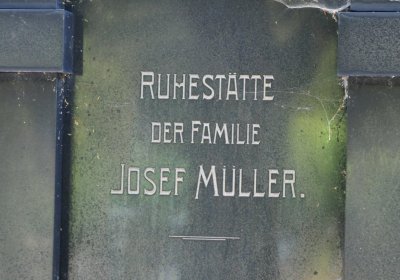 RUHESTÄTTE
DER FAMILIE
JOSEF MÜLLER.